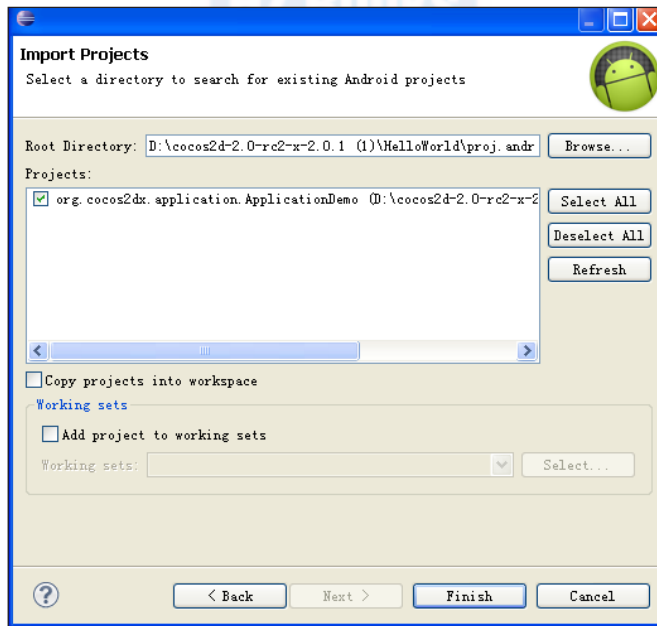 Import Projects
Select a directory to search for existing Android projects
Root Directory: D:\cocos2d-2.0-rc2-x-2.0.1 (1)\HelloWorld\proj.andr Browse...
Projects:
org.cocos2dx.application.ApplicationDemo (D:\cocos2d-2.0-rc2-x-2 Select All
Deselect All
Refresh
Copy projects into workspace
Working sets
Add project to working sets
Working sets: Select...
? < Back Next > Finish Cancel